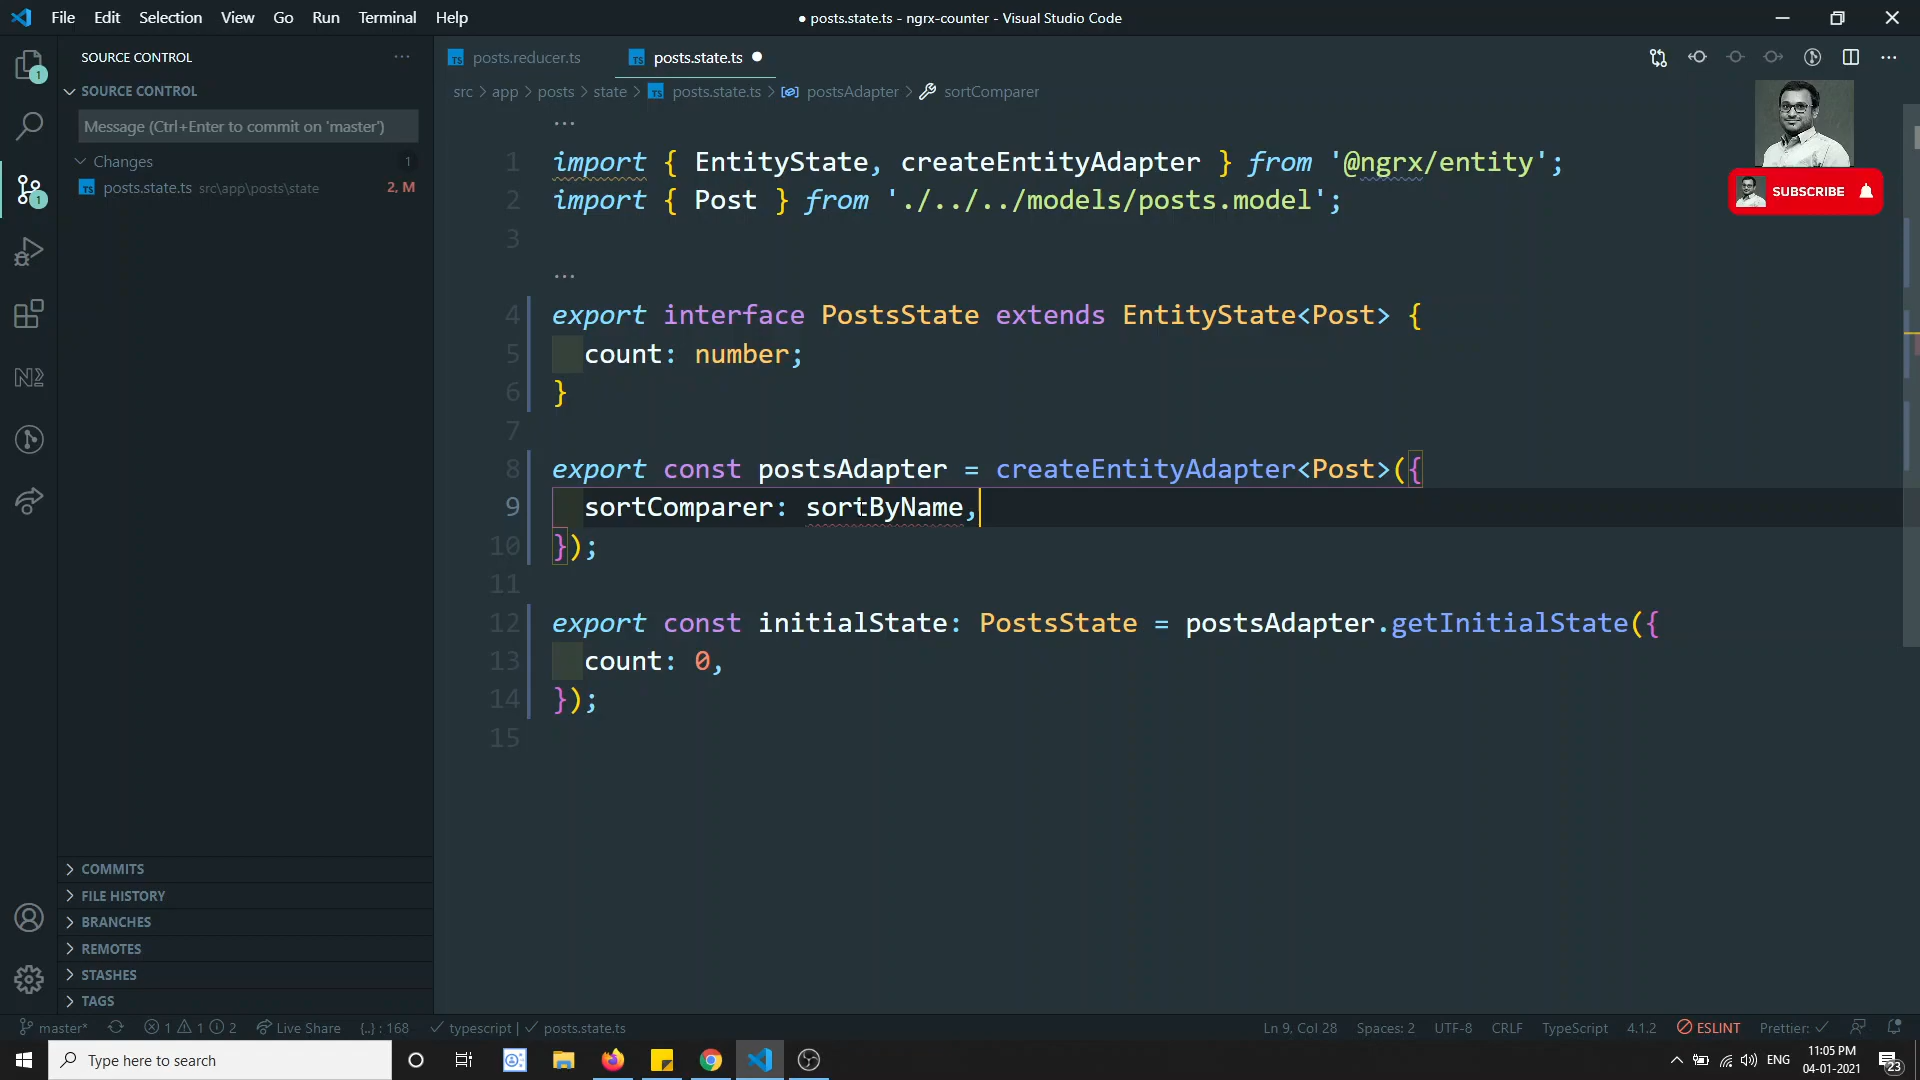 File Edit Selection View Go Run Terminal Help
● posts.state.ts - ngrx-counter - Visual Studio Code
SOURCE CONTROL ...
SOURCE CONTROL
Message (Ctrl+Enter to commit on 'master')
Changes 1
TS posts.state.ts src\app\posts\state 2, M
1
1
TS posts.reducer.ts TS posts.state.ts ●
src > app > posts > state > TS posts.state.ts > postsAdapter > sortComparer
SUBSCRIBE
...
1 import { EntityState, createEntityAdapter } from '@ngrx/entity';
2 import { Post } from './../../models/posts.model';
3
...
4 export interface PostsState extends EntityState<Post> {
5 count: number;
6 }
7
8 export const postsAdapter = createEntityAdapter<Post>({
9 sortComparer: sortByName,
10 });
11
12 export const initialState: PostsState = postsAdapter.getInitialState({
13 count: 0,
14 });
15
COMMITS
FILE HISTORY
BRANCHES
REMOTES
STASHES
TAGS
master* 1 1 2 Live Share {..} : 168 typescript | posts.state.ts Ln 9, Col 28 Spaces: 2 UTF-8 CRLF TypeScript 4.1.2 ESLINT Prettier: ✓
Type here to search
ENG
11:05 PM
04-01-2021
23